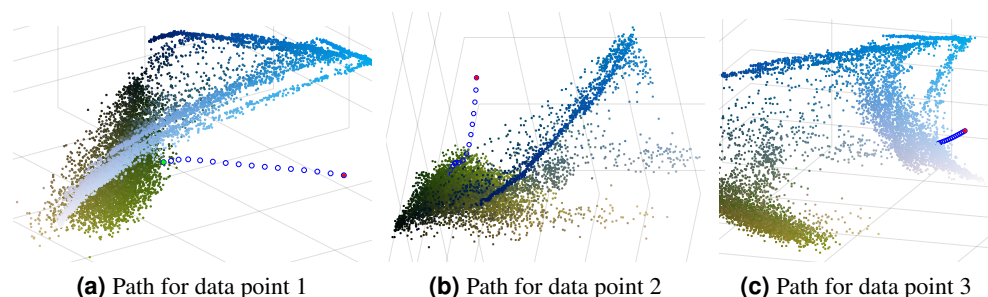 (a) Path for data point 1
(b) Path for data point 2
(c) Path for data point 3